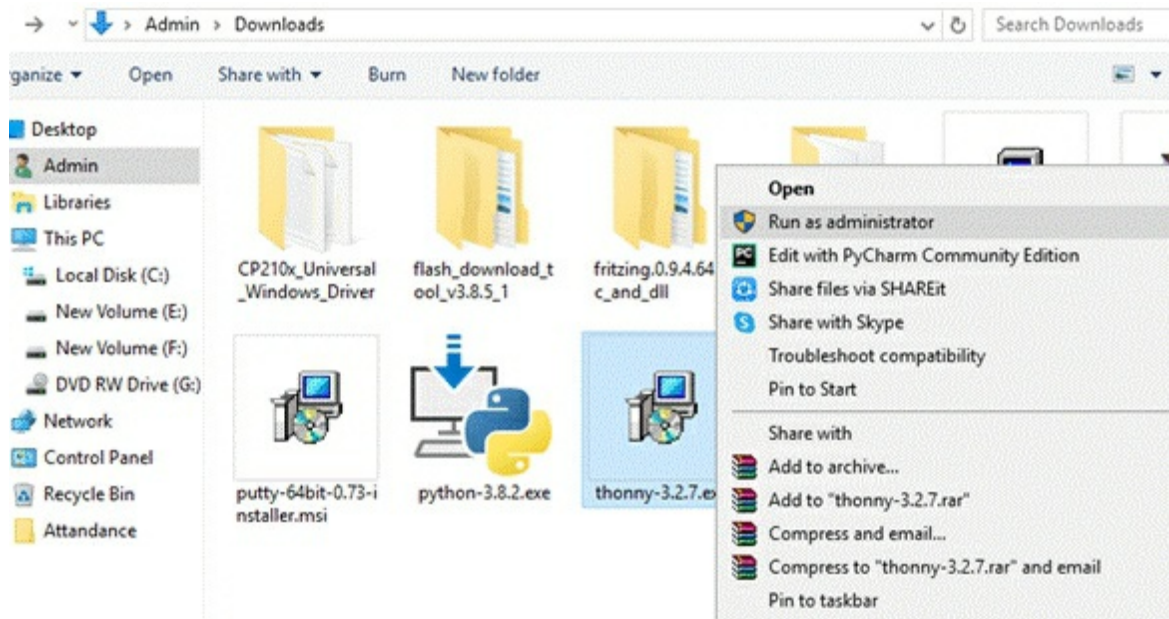 Admin > Downloads
Search Downloads
rganize
Open
Share with
Burn
New folder
Desktop
Admin
Libraries
This PC
Local Disk (C:)
New Volume (E:)
New Volume (F:)
DVD RW Drive (G:)
Network
Control Panel
Recycle Bin
Attandance
CP210x_Universal
_Windows_Driver
flash_download_t
ool_v3.8.5_1
fritzing.0.9.4.64
c_and_dll
putty-64bit-0.73-i
nstaller.msi
python-3.8.2.exe
thonny-3.2.7.ex
Open
Run as administrator
PC
Edit with PyCharm Community Edition
Share files via SHAREit
S
Share with Skype
Troubleshoot compatibility
Pin to Start
Share with
Add to archive...
Add to "thonny-3.2.7.rar"
Compress and email...
Compress to "thonny-3.2.7.rar" and email
Pin to taskbar